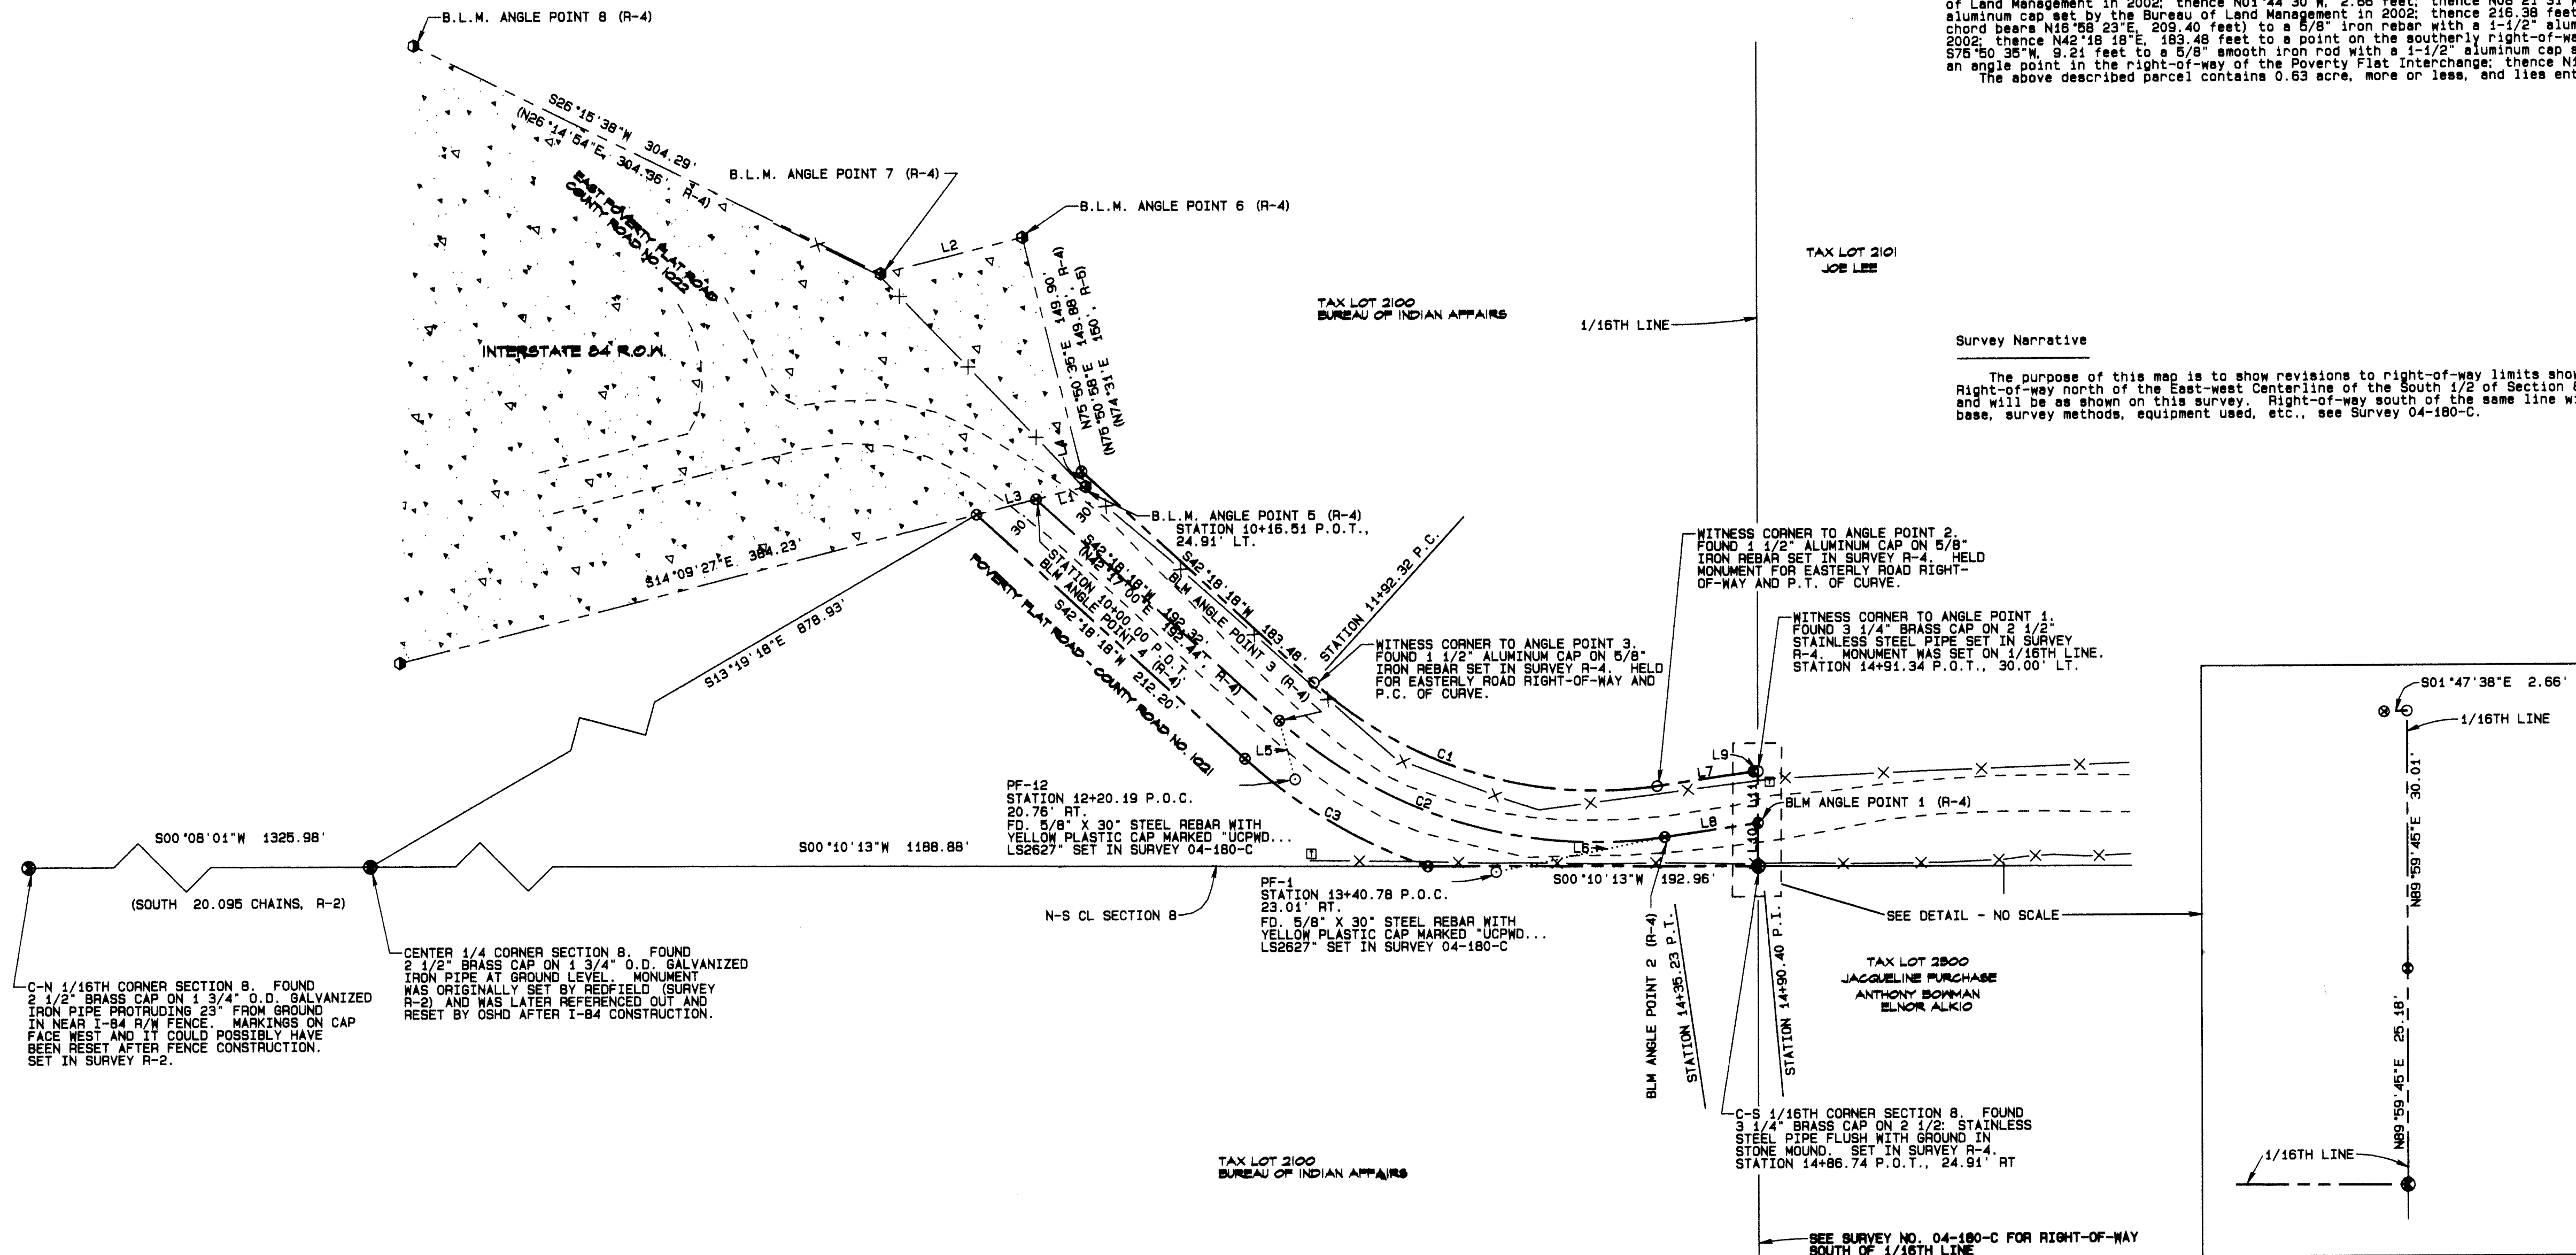 B.L.M. ANGLE POINT 8 (R-4)
of Land Management in 2002; thence N01°44'30"W, 2.66 feet; thence
aluminum cap set by the Bureau of Land Management in 2002; thence 216.38 feet
chord bears N16°58'23"E, 209.40 feet) to a 5/8" iron rebar with a 1-1/2"
2002; thence N42°18'18"E, 183.48 feet to a point on the southerly
S75°50'35"W, 9.21 feet to a 5/8" smooth iron rod with a 1-1/2" aluminum cap
an angle point in the right-of-way of the Poverty Flat Interchange; thence
The above described parcel contains 0.63 acre, more or less, and lies
S26°15'38"W 304.29'
(N26°14'54"E, 304.36', R-4)
EAST POVERTY FLAT ROAD
COUNTY ROAD NO. 1022
B.L.M. ANGLE POINT 7 (R-4)
B.L.M. ANGLE POINT 6 (R-4)
L2
N75°50'35"E 149.90'
(N75°50'58"E 149.88', R-4)
(N74°31'E 150', R-5)
L4
TAX LOT 2101
JOE LEE
TAX LOT 2100
BUREAU OF INDIAN AFFAIRS
1/16TH LINE
INTERSTATE 84 R.O.W.
Survey Narrative
The purpose of this map is to show revisions to right-of-way limits
Right-of-way north of the East-west Centerline of the South 1/2 of Section
and will be as shown on this survey. Right-of-way south of the same line
base, survey methods, equipment used, etc., see Survey 04-180-C.
L3
L1
30'
30'
B.L.M. ANGLE POINT 5 (R-4)
STATION 10+16.51 P.O.T.,
24.91' LT.
S14°09'27"E 384.23'
S13°19'18"E 878.93'
S42°18'18"W 192.32'
(N42°17'00"E 192.44', R-4)
STATION 10+00.00 P.O.T.
BLM ANGLE POINT 4 (R-4)
S42°18'18"W 212.20'
POVERTY FLAT ROAD - COUNTY ROAD NO. 1021
S42°18'18"W 183.48'
BLM ANGLE POINT 3 (R-4)
STATION 11+92.32 P.C.
WITNESS CORNER TO ANGLE POINT 2.
FOUND 1 1/2" ALUMINUM CAP ON 5/8"
IRON REBAR SET IN SURVEY R-4. HELD
MONUMENT FOR EASTERLY ROAD RIGHT-
OF-WAY AND P.T. OF CURVE.
WITNESS CORNER TO ANGLE POINT 1.
FOUND 3 1/4" BRASS CAP ON 2 1/2"
STAINLESS STEEL PIPE SET IN SURVEY
R-4. MONUMENT WAS SET ON 1/16TH LINE.
STATION 14+91.34 P.O.T., 30.00' LT.
WITNESS CORNER TO ANGLE POINT 3.
FOUND 1 1/2" ALUMINUM CAP ON 5/8"
IRON REBAR SET IN SURVEY R-4. HELD
FOR EASTERLY ROAD RIGHT-OF-WAY AND
P.C. OF CURVE.
S01°47'38"E 2.66'
1/16TH LINE
N89°59'45"E 30.01'
L5
C1
C2
C3
L9
L7
L8
L6
T
T
BLM ANGLE POINT 1 (R-4)
PF-12
STATION 12+20.19 P.O.C.
20.76' RT.
FD. 5/8" X 30" STEEL REBAR WITH
YELLOW PLASTIC CAP MARKED "UCPWD...
LS2627" SET IN SURVEY 04-180-C
S00°08'01"W 1325.98'
S00°10'13"W 1188.88'
(SOUTH 20.095 CHAINS, R-2)
N-S CL SECTION 8
PF-1
STATION 13+40.78 P.O.C.
23.01' RT.
FD. 5/8" X 30" STEEL REBAR WITH
YELLOW PLASTIC CAP MARKED "UCPWD...
LS2627" SET IN SURVEY 04-180-C
S00°10'13"W 192.96'
SEE DETAIL - NO SCALE
BLM ANGLE POINT 2 (R-4)
STATION 14+35.23 P.T.
STATION 14+90.40 P.I.
TAX LOT 2800
JACQUELINE PURCHASE
ANTHONY BOWMAN
ELNOR ALKIO
C-N 1/16TH CORNER SECTION 8. FOUND
2 1/2" BRASS CAP ON 1 3/4" O.D. GALVANIZED
IRON PIPE PROTRUDING 23" FROM GROUND
IN NEAR I-84 R/W FENCE. MARKINGS ON CAP
FACE WEST AND IT COULD POSSIBLY HAVE
BEEN RESET AFTER FENCE CONSTRUCTION.
SET IN SURVEY R-2.
CENTER 1/4 CORNER SECTION 8. FOUND
2 1/2" BRASS CAP ON 1 3/4" O.D. GALVANIZED
IRON PIPE AT GROUND LEVEL. MONUMENT
WAS ORIGINALLY SET BY REDFIELD (SURVEY
R-2) AND WAS LATER REFERENCED OUT AND
RESET BY OSHD AFTER I-84 CONSTRUCTION.
C-S 1/16TH CORNER SECTION 8. FOUND
3 1/4" BRASS CAP ON 2 1/2: STAINLESS
STEEL PIPE FLUSH WITH GROUND IN
STONE MOUND. SET IN SURVEY R-4.
STATION 14+86.74 P.O.T., 24.91' RT
N89°59'45"E 25.18'
1/16TH LINE
TAX LOT 2100
BUREAU OF INDIAN AFFAIRS
SEE SURVEY NO. 04-180-C FOR RIGHT-OF-WAY
SOUTH OF 1/16TH LINE